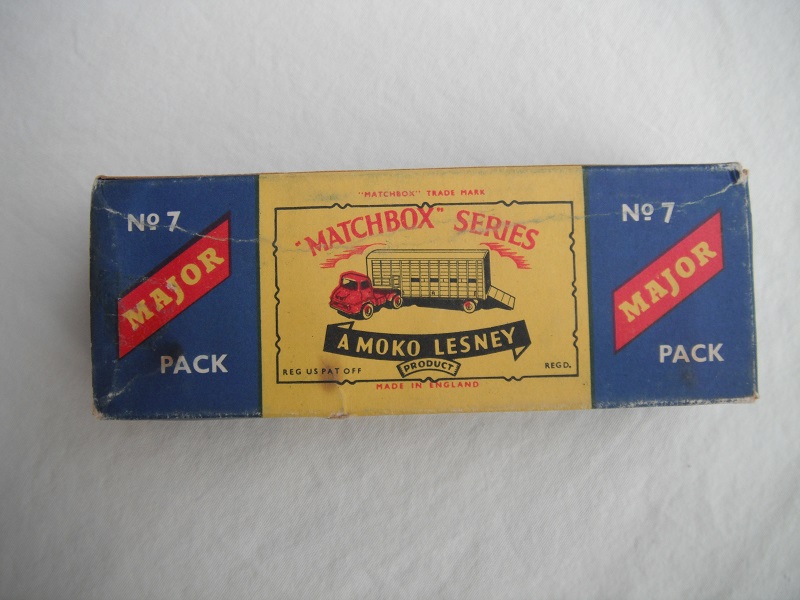 Nº 7
MAJOR
PACK
"MATCHBOX" TRADE MARK
"MATCHBOX" SERIES
A MOKO LESNEY
PRODUCT
REG US PAT OFF
REGD.
MADE IN ENGLAND
Nº 7
MAJOR
PACK